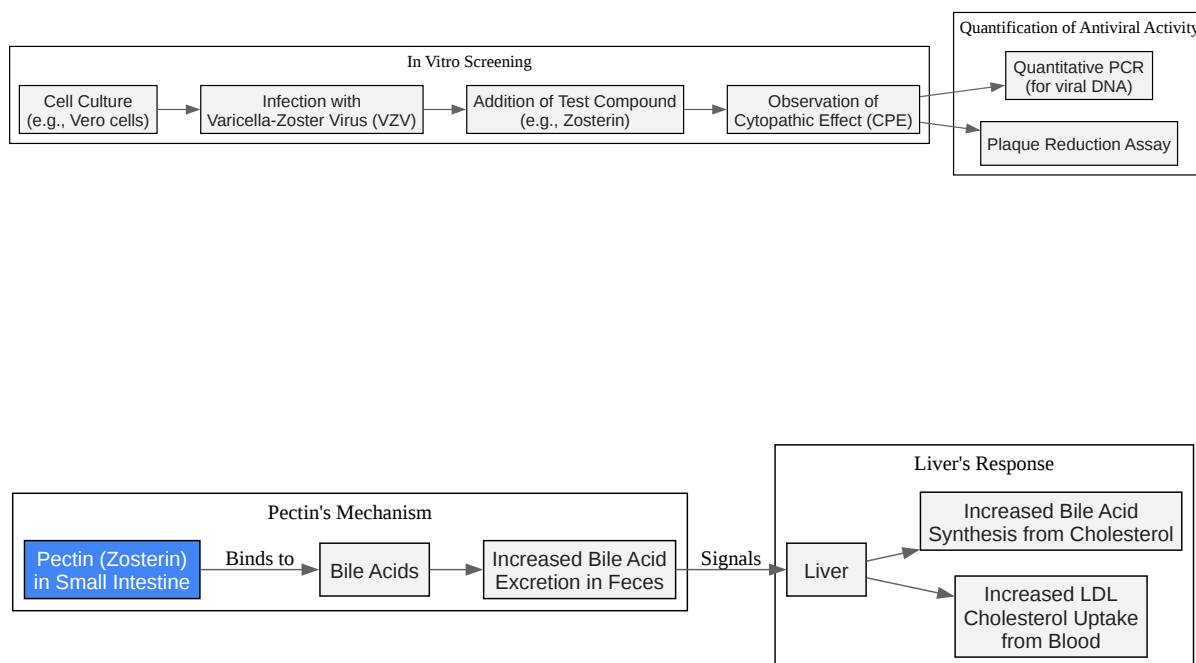 Quantification of Antiviral Activity
In Vitro Screening
Cell Culture
(e.g., Vero cells)
Infection with
Varicella-Zoster Virus (VZV)
Addition of Test Compound
(e.g., Zosterin)
Observation of
Cytopathic Effect (CPE)
Quantitative PCR
(for viral DNA)
Plaque Reduction Assay
Pectin's Mechanism
Pectin (Zosterin)
in Small Intestine
Binds to
Bile Acids
Increased Bile Acid
Excretion in Feces
Signals
Liver's Response
Liver
Increased Bile Acid
Synthesis from Cholesterol
Increased LDL
Cholesterol Uptake
from Blood